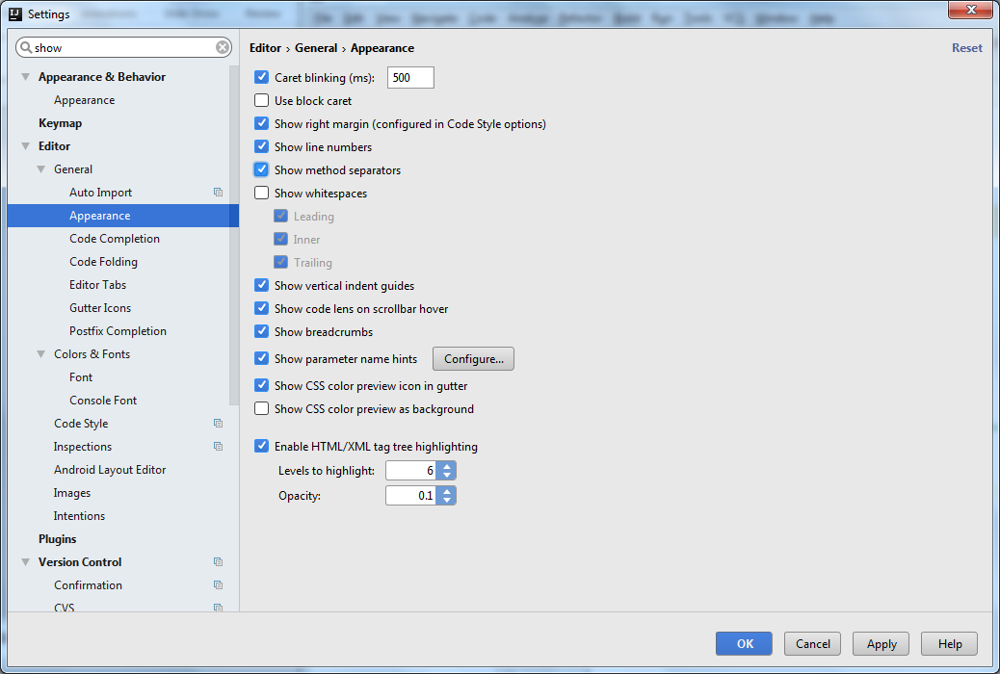 Settings
show
Appearance & Behavior
Appearance
Keymap
Editor
General
Auto Import
Appearance
Code Completion
Code Folding
Editor Tabs
Gutter Icons
Postfix Completion
Colors & Fonts
Font
Console Font
Code Style
Inspections
Android Layout Editor
Images
Intentions
Plugins
Version Control
Confirmation
CVS
Editor › General › Appearance
Reset
Caret blinking (ms): 500
Use block caret
Show right margin (configured in Code Style options)
Show line numbers
Show method separators
Show whitespaces
Leading
Inner
Trailing
Show vertical indent guides
Show code lens on scrollbar hover
Show breadcrumbs
Show parameter name hints Configure...
Show CSS color preview icon in gutter
Show CSS color preview as background
Enable HTML/XML tag tree highlighting
Levels to highlight: 6
Opacity: 0.1
OK Cancel Apply Help